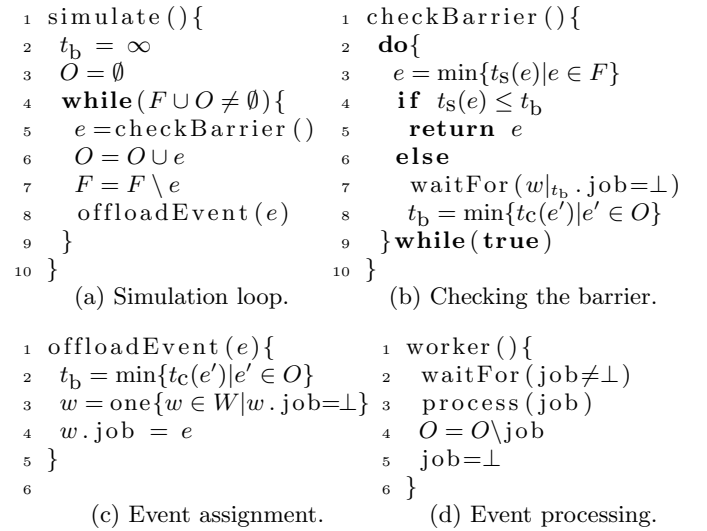 1 simulate(){
2 t_b = ∞
3 O = ∅
4 while(F ∪ O ≠ ∅){
5 e =checkBarrier()
6 O = O ∪ e
7 F = F \ e
8 offloadEvent(e)
9 }
10 }
(a) Simulation loop.
1 checkBarrier(){
2 do{
3 e = min{t_s(e)|e ∈ F}
4 if t_s(e) ≤ t_b
5 return e
6 else
7 waitFor(w|_{t_b}.job=⊥)
8 t_b = min{t_c(e′)|e′ ∈ O}
9 }while(true)
10 }
(b) Checking the barrier.
1 offloadEvent(e){
2 t_b = min{t_c(e′)|e′ ∈ O}
3 w = one{w ∈ W|w.job=⊥}
4 w.job = e
5 }
6
(c) Event assignment.
1 worker(){
2 waitFor(job≠⊥)
3 process(job)
4 O = O\job
5 job=⊥
6 }
(d) Event processing.